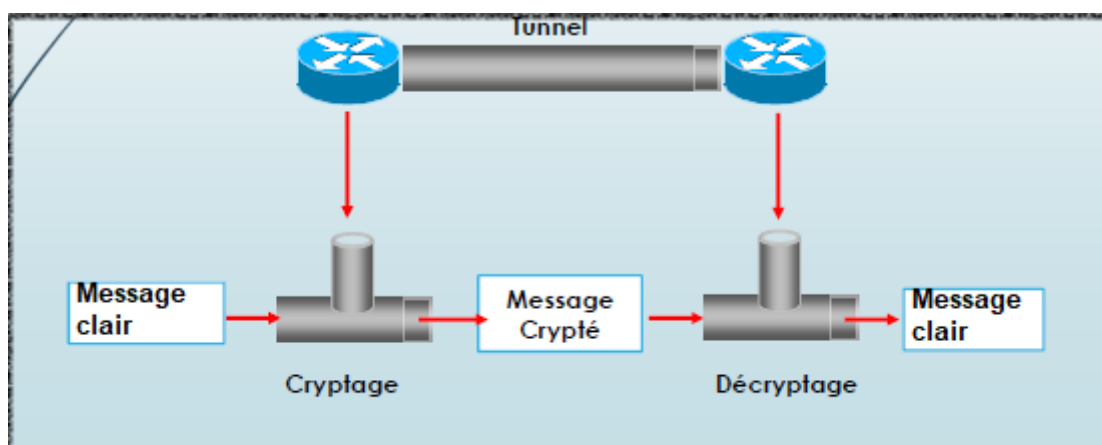 Tunnel
Message
clair
Message
Crypté
Message
clair
Cryptage
Décryptage